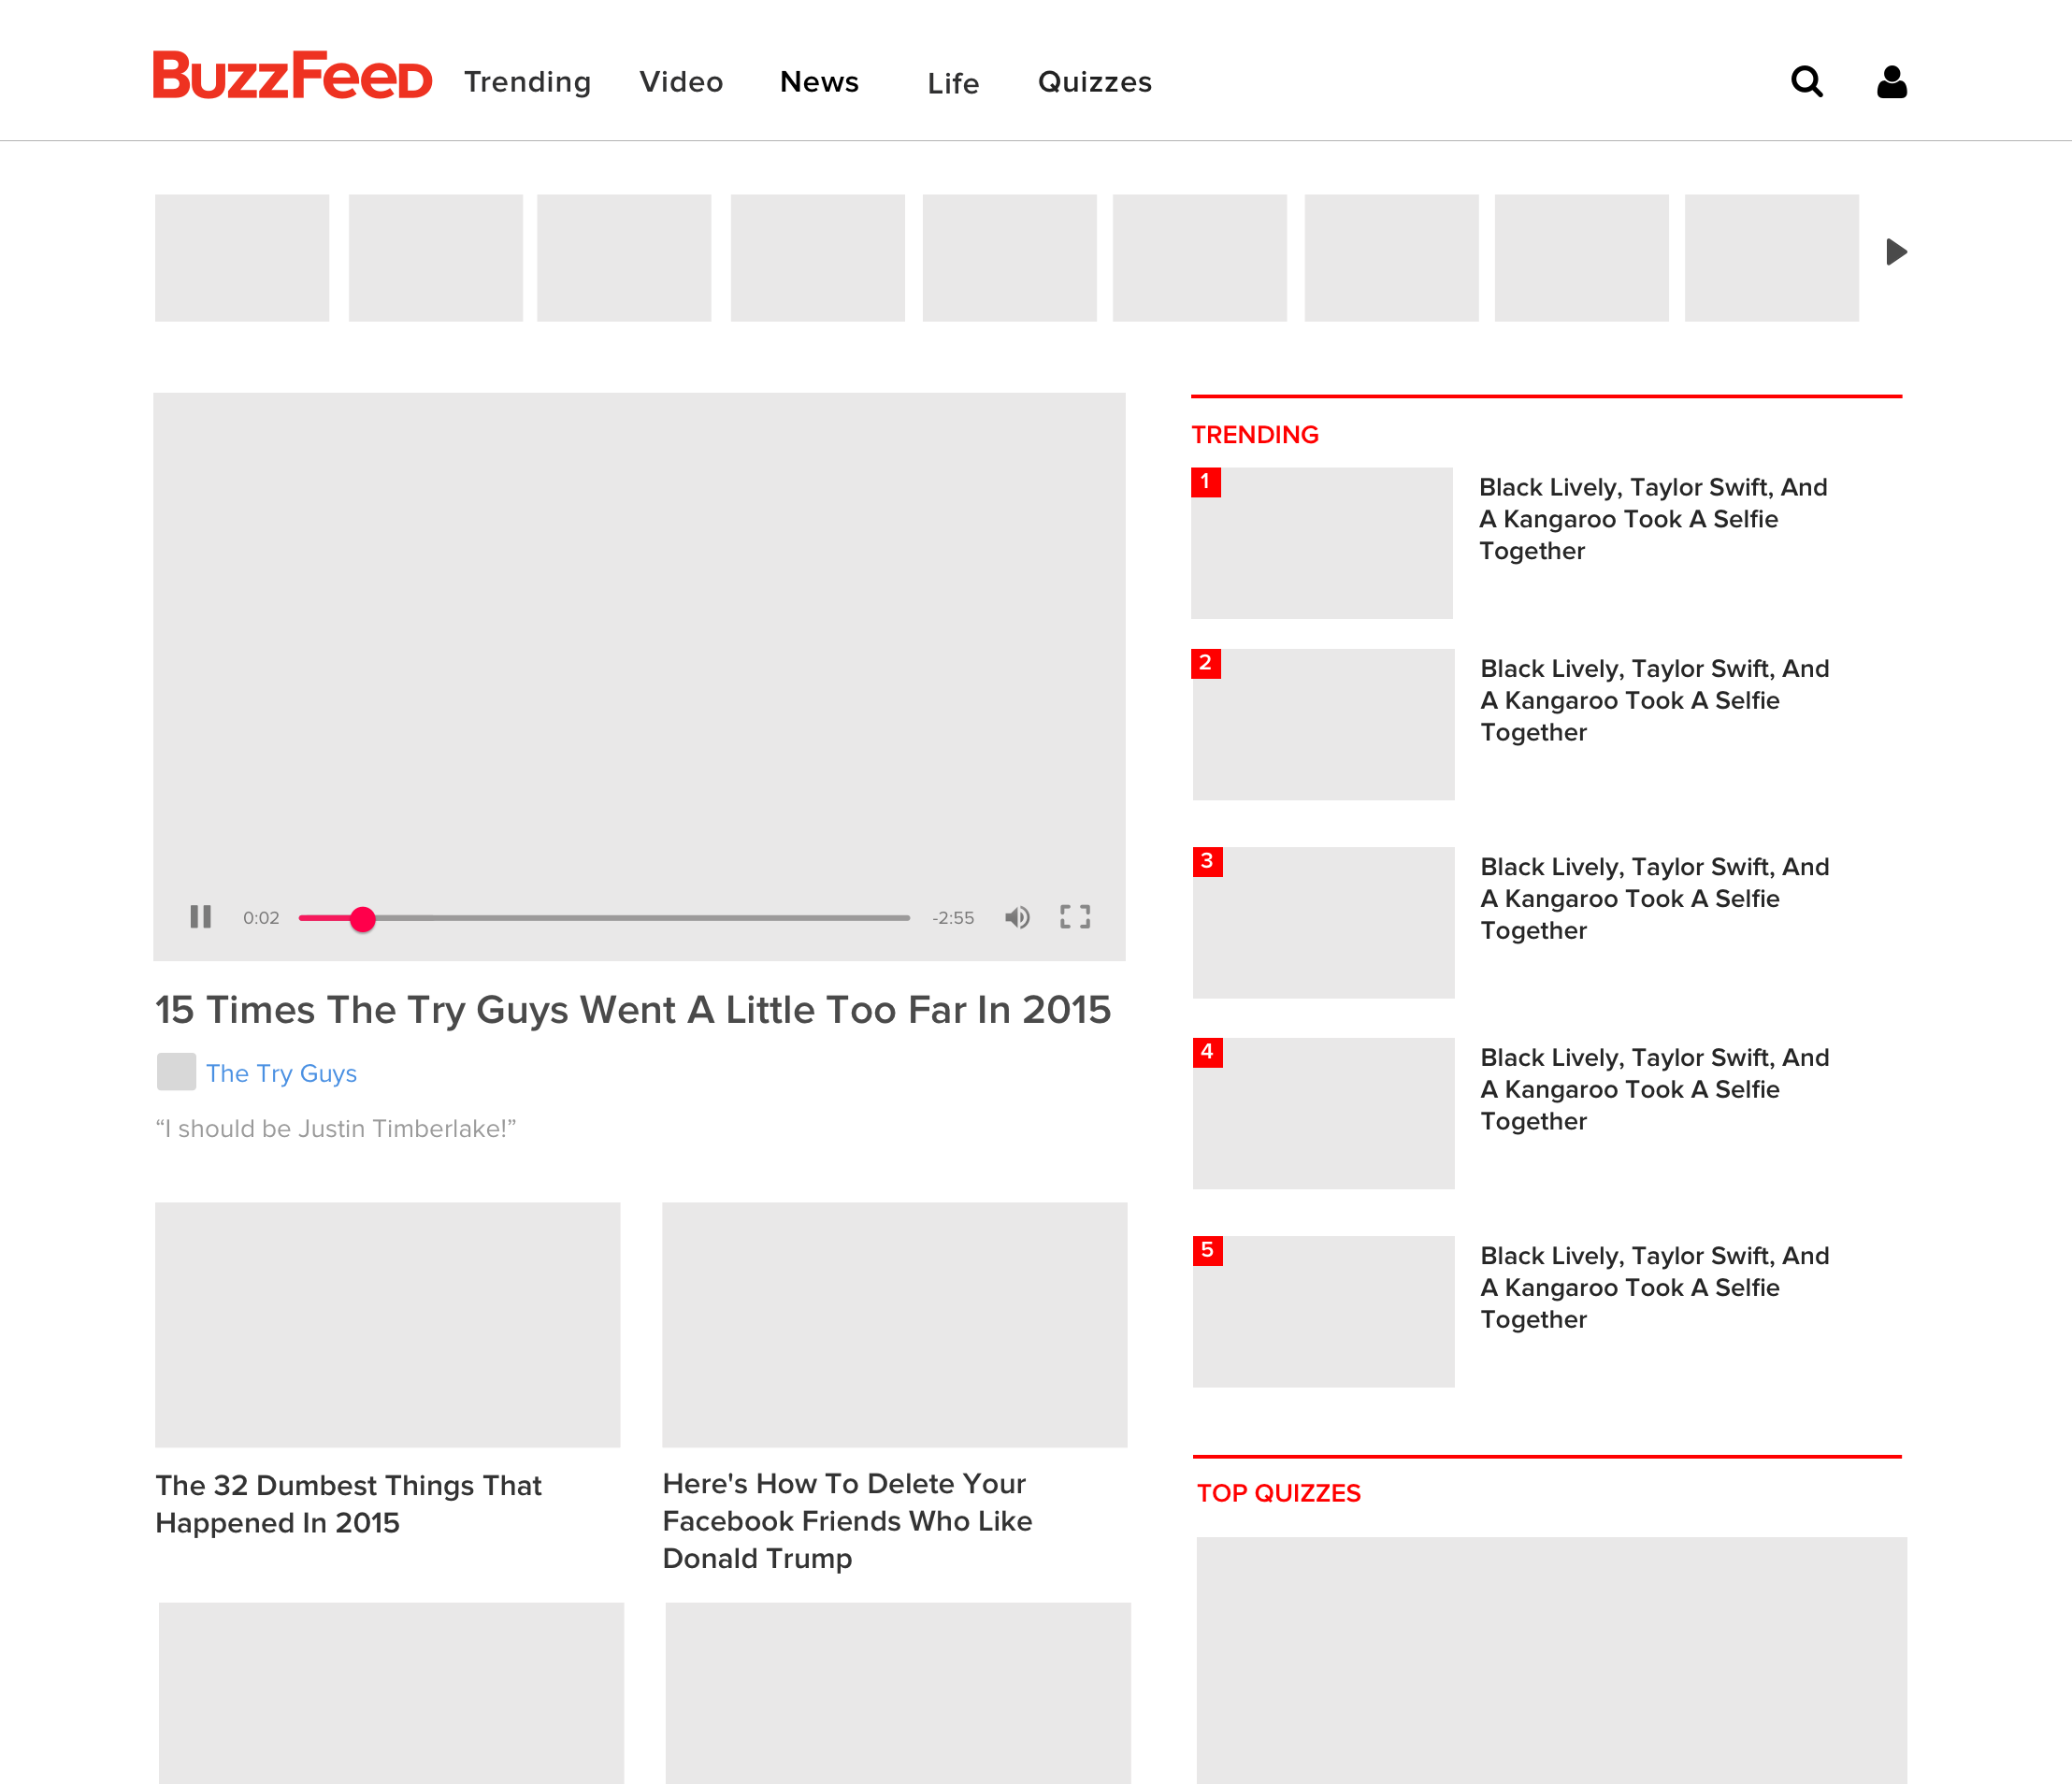 BuzzFeed Trending Video News Life Quizzes
0:02 -2:55
15 Times The Try Guys Went A Little Too Far In 2015
The Try Guys
“I should be Justin Timberlake!”
The 32 Dumbest Things That
Happened In 2015
Here's How To Delete Your
Facebook Friends Who Like
Donald Trump
TRENDING
1
Black Lively, Taylor Swift, And
A Kangaroo Took A Selfie
Together
2
Black Lively, Taylor Swift, And
A Kangaroo Took A Selfie
Together
3
Black Lively, Taylor Swift, And
A Kangaroo Took A Selfie
Together
4
Black Lively, Taylor Swift, And
A Kangaroo Took A Selfie
Together
5
Black Lively, Taylor Swift, And
A Kangaroo Took A Selfie
Together
TOP QUIZZES